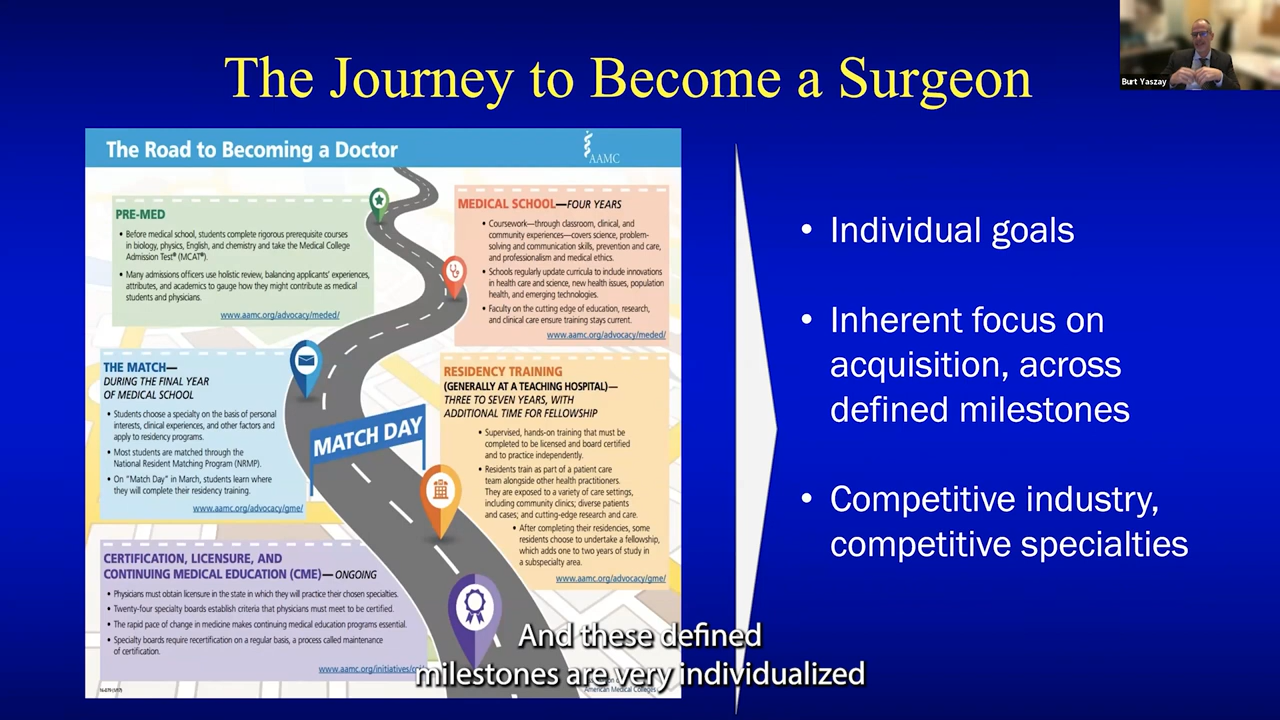 The Journey to Become a Surgeon
Burt Yaszay
The Road to Becoming a Doctor
AAMC
PRE-MED
• Before medical school, students complete rigorous prerequisite courses
in biology, physics, English, and chemistry and take the Medical College
Admission Test® (MCAT®).
• Many admissions officers use holistic review, balancing applicants' experiences,
attributes, and academics to gauge how they might contribute as medical
students and physicians.
www.aamc.org/advocacy/meded/
MEDICAL SCHOOL—FOUR YEARS
• Coursework—through classroom, clinical, and
community experiences—covers science, problem-
solving and communication skills, prevention and care,
and professionalism and medical ethics.
• Schools regularly update curricula to include innovations
in health care and science, new health issues, population
health, and emerging technologies.
• Faculty on the cutting edge of education, research,
and clinical care ensure training stays current.
www.aamc.org/advocacy/meded/
THE MATCH—
DURING THE FINAL YEAR
OF MEDICAL SCHOOL
• Students choose a specialty on the basis of personal
interests, clinical experiences, and other factors and
apply to residency programs.
• Most students are matched through the
National Resident Matching Program (NRMP).
• On "Match Day" in March, students learn where
they will complete their residency training.
www.aamc.org/advocacy/gme/
MATCH DAY
RESIDENCY TRAINING
(GENERALLY AT A TEACHING HOSPITAL)—
THREE TO SEVEN YEARS, WITH
ADDITIONAL TIME FOR FELLOWSHIP
• Supervised, hands-on training that must be
completed to be licensed and board certified
and to practice independently.
• Residents train as part of a patient care
team alongside other health practitioners.
They are exposed to a variety of care settings,
including community clinics; diverse patients
and cases; and cutting-edge research and care.
• After completing their residencies, some
residents choose to undertake a fellowship,
which adds one to two years of study in
a subspecialty area.
www.aamc.org/advocacy/gme/
CERTIFICATION, LICENSURE, AND
CONTINUING MEDICAL EDUCATION (CME)—ONGOING
• Physicians must obtain licensure in the state in which they will practice their chosen specialties.
• Twenty-four specialty boards establish criteria that physicians must meet to be certified.
• The rapid pace of change in medicine makes continuing medical education programs essential.
• Specialty boards require recertification on a regular basis, a process called maintenance
of certification.
www.aamc.org/initiatives/
American Medical Colleges
• Individual goals
• Inherent focus on
acquisition, across
defined milestones
• Competitive industry,
competitive specialties
And these defined
milestones are very individualized